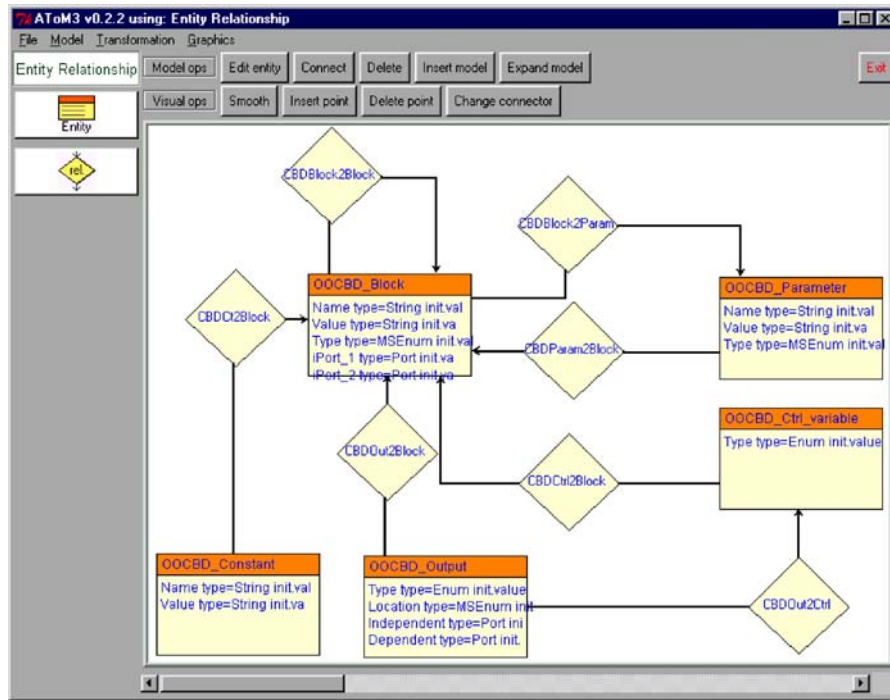 AToM3 v0.2.2 using: Entity Relationship
File Model Transformation Graphics
Entity Relationship
Model ops Edit entity Connect Delete Insert model Expand model Exit
Visual ops Smooth Insert point Delete point Change connector
Entity
rel.
CBDBlock2Block
CBDBlock2Param
OOCBD_Block
Name type=String init.val
Value type=String init.va
Type type=MSEnum init.val
iPort_1 type=Port init.va
iPort_2 type=Port init.va
OOCBD_Parameter
Name type=String init.val
Value type=String init.va
Type type=MSEnum init.val
CBDCt2Block
CBDParam2Block
OOCBD_Ctrl_variable
Type type=Enum init.value
CBDOut2Block
CBDCtrl2Block
OOCBD_Constant
Name type=String init.val
Value type=String init.va
OOCBD_Output
Type type=Enum init.value
Location type=MSEnum init
Independent type=Port ini
Dependent type=Port init.
CBDOut2Ctrl